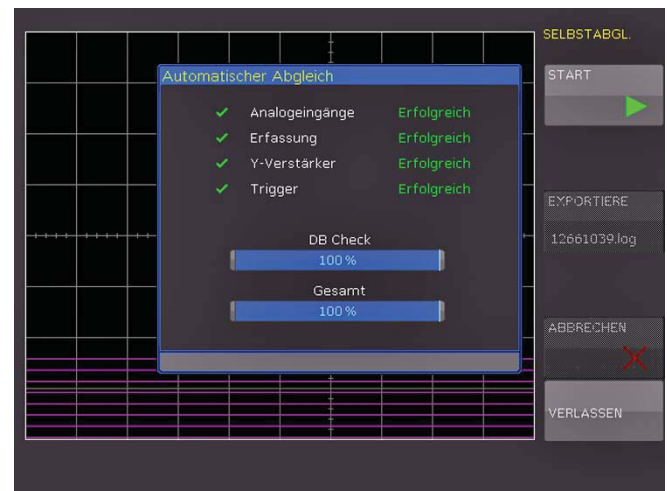 SELBSTABGL.
Automatischer Abgleich
START
Analogeingänge Erfolgreich
Erfassung Erfolgreich
Y-Verstärker Erfolgreich
Trigger Erfolgreich
EXPORTIERE
12661039.log
DB Check
100 %
Gesamt
100 %
ABBRECHEN
VERLASSEN